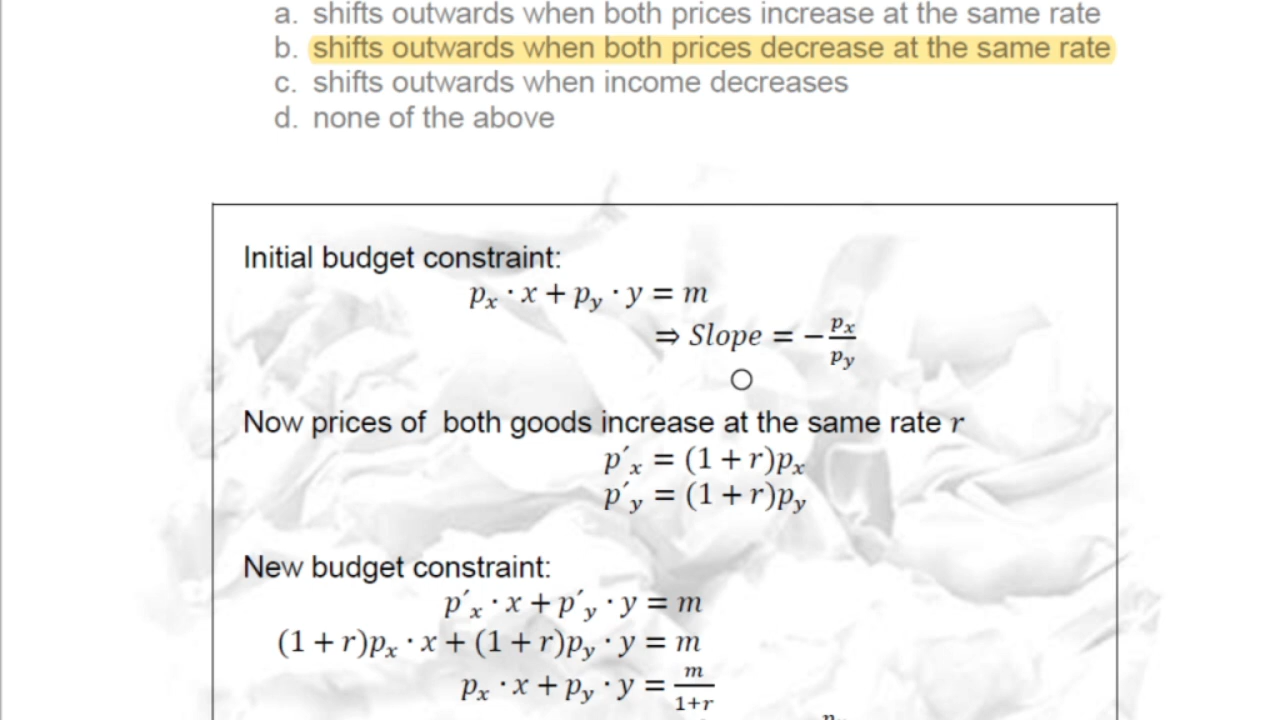 a. shifts outwards when both prices increase at the same rate
b. shifts outwards when both prices decrease at the same rate
c. shifts outwards when income decreases
d. none of the above
Initial budget constraint:
pₓ · x + p_y · y = m
⇒ Slope = − pₓ/p_y
Now prices of both goods increase at the same rate r
p´ₓ = (1 + r)pₓ
p´_y = (1 + r)p_y
New budget constraint:
p´ₓ · x + p´_y · y = m
(1 + r)pₓ · x + (1 + r)p_y · y = m
pₓ · x + p_y · y = m/1+r